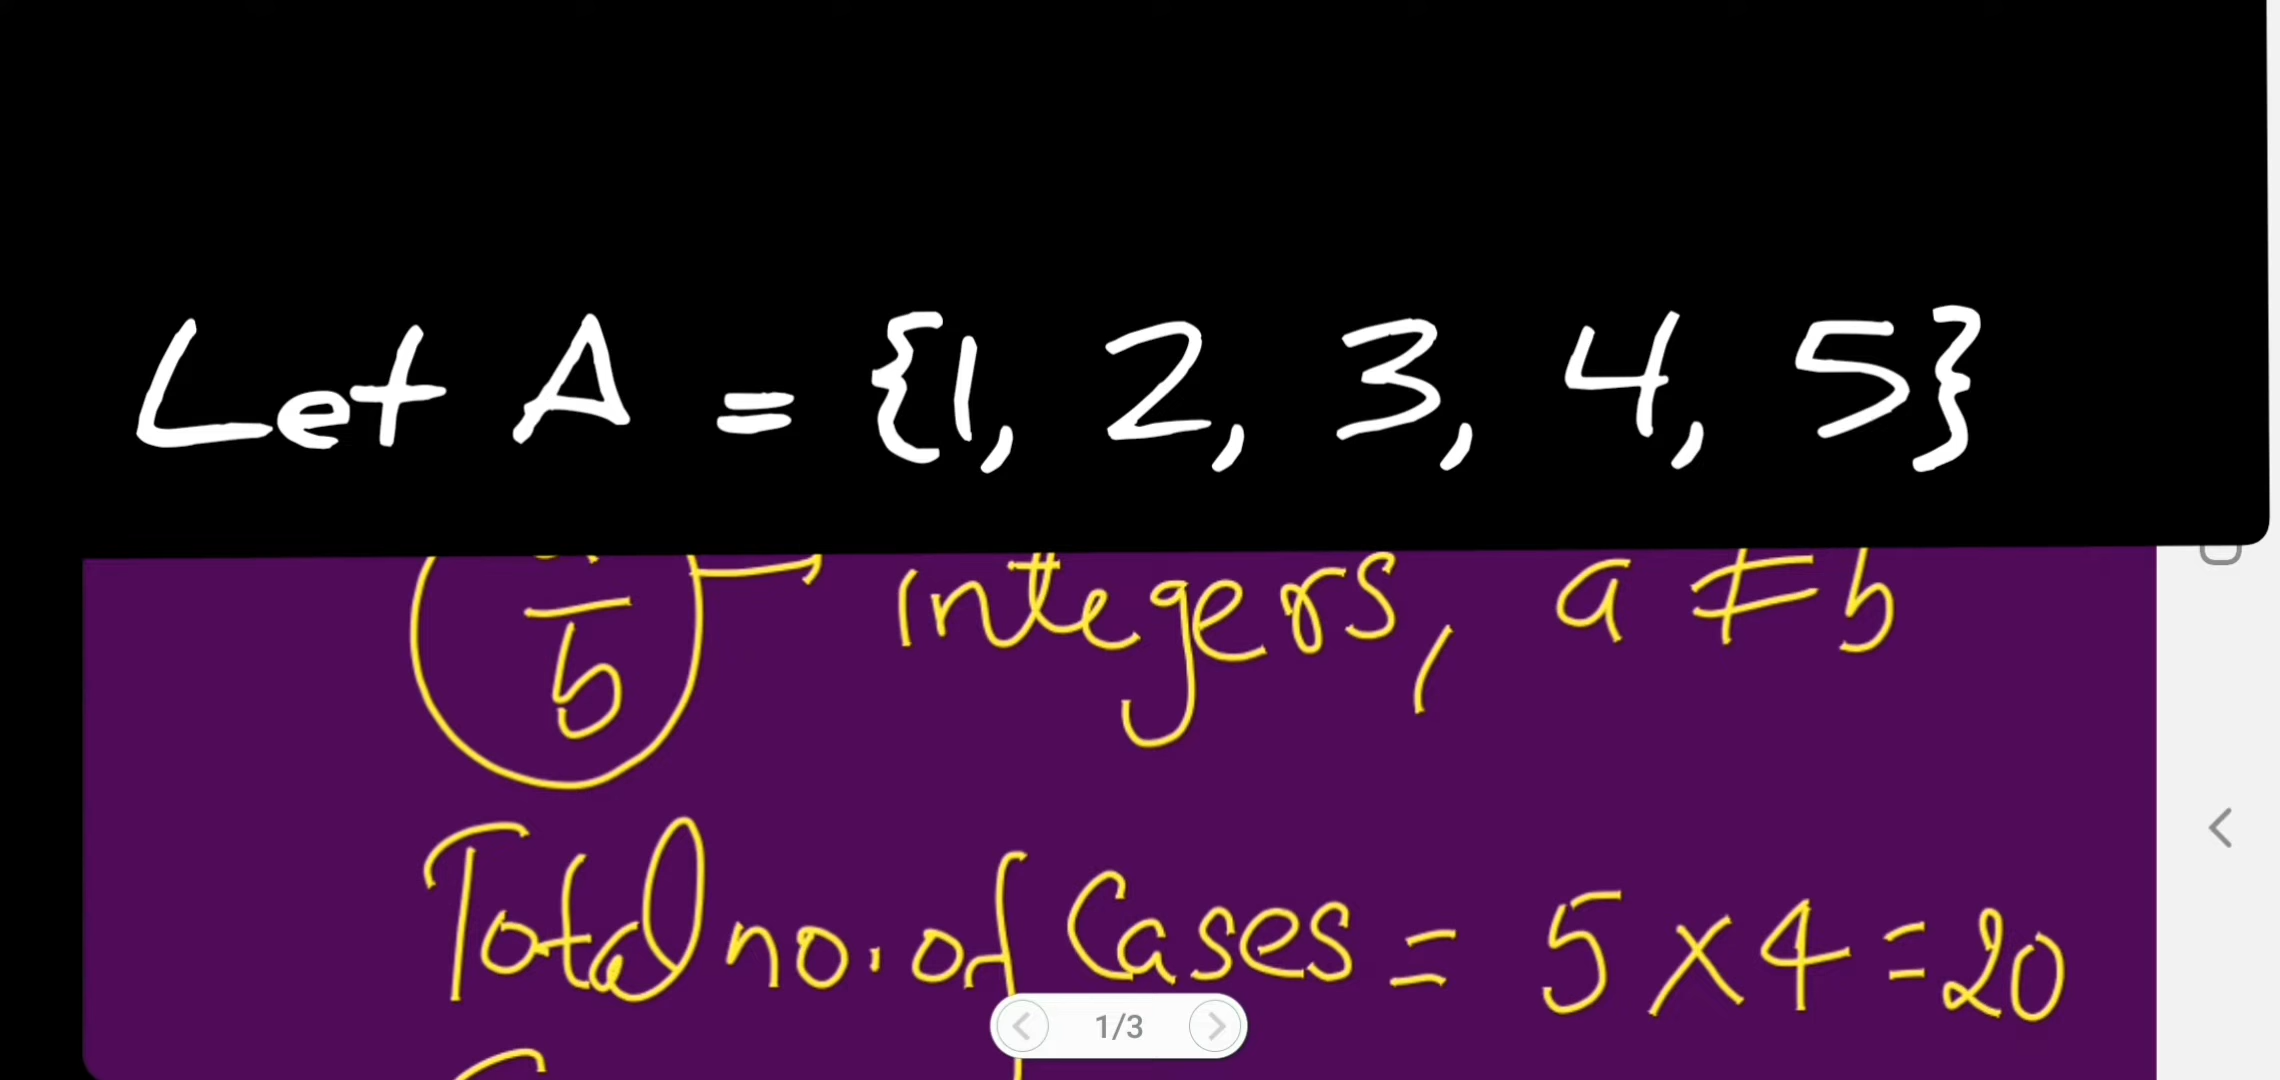 Let A = {1, 2, 3, 4, 5}
b → integers, a ≠ b
Total no. of Cases = 5 x 4 = 20
1/3